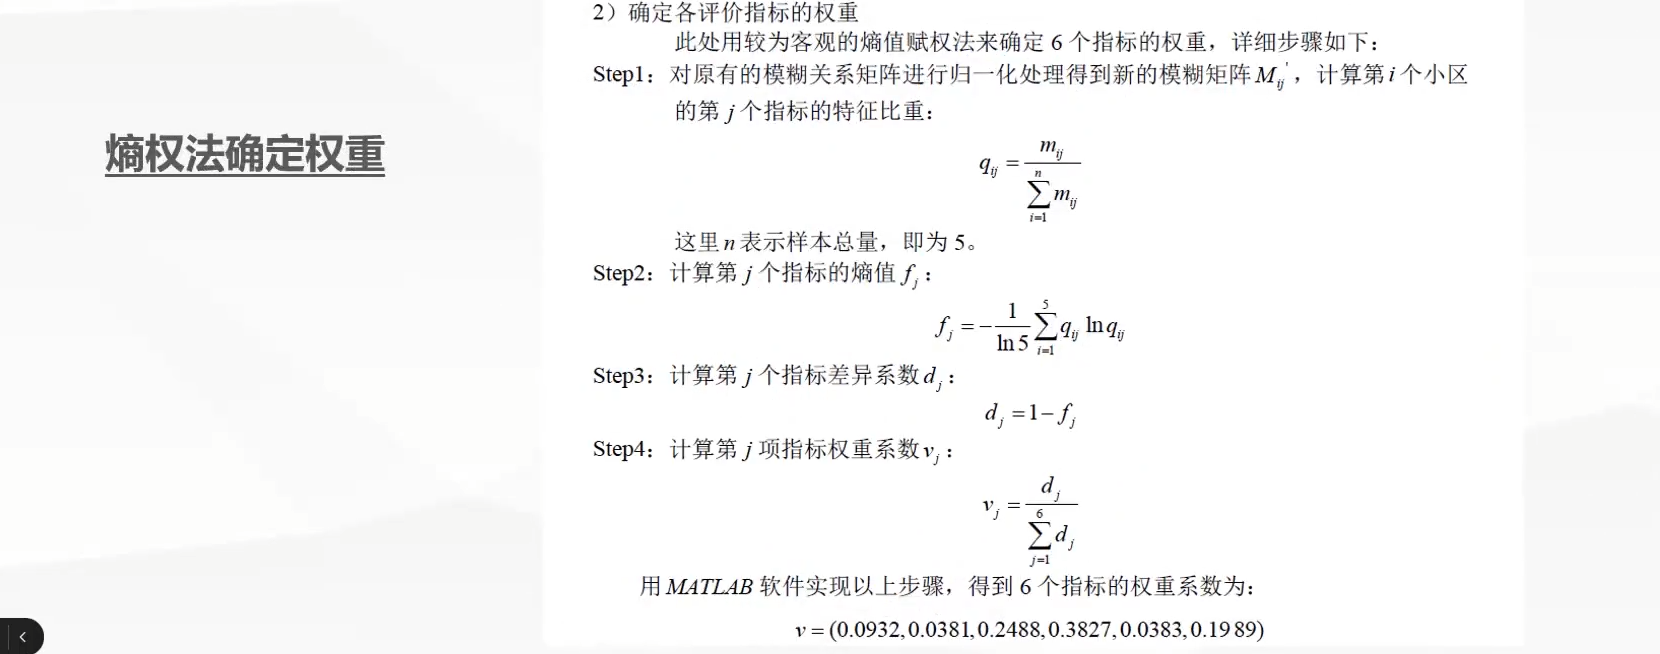 熵权法确定权重
2）确定各评价指标的权重
此处用较为客观的熵值赋权法来确定 6 个指标的权重，详细步骤如下：
Step1：对原有的模糊关系矩阵进行归一化处理得到新的模糊矩阵 M_{ij}'，计算第 i 个小区
的第 j 个指标的特征比重：
q_{ij} = \frac{m_{ij}}{\sum_{i=1}^{n} m_{ij}}
这里 n 表示样本总量，即为 5。
Step2：计算第 j 个指标的熵值 f_j：
f_j = -\frac{1}{\ln 5} \sum_{i=1}^{5} q_{ij} \ln q_{ij}
Step3：计算第 j 个指标差异系数 d_j：
d_j = 1 - f_j
Step4：计算第 j 项指标权重系数 v_j：
v_j = \frac{d_j}{\sum_{j=1}^{6} d_j}
用 MATLAB 软件实现以上步骤，得到 6 个指标的权重系数为：
v = (0.0932, 0.0381, 0.2488, 0.3827, 0.0383, 0.1989)